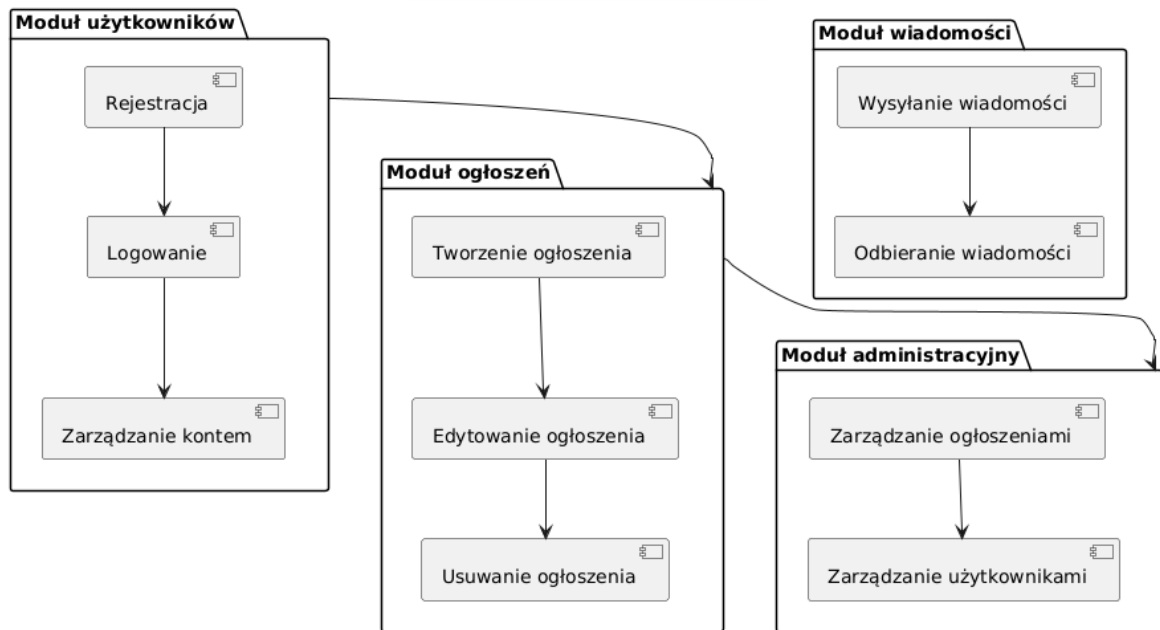 Moduł użytkowników
Rejestracja
Logowanie
Zarządzanie kontem
Moduł ogłoszeń
Tworzenie ogłoszenia
Edytowanie ogłoszenia
Usuwanie ogłoszenia
Moduł wiadomości
Wysyłanie wiadomości
Odbieranie wiadomości
Moduł administracyjny
Zarządzanie ogłoszeniami
Zarządzanie użytkownikami